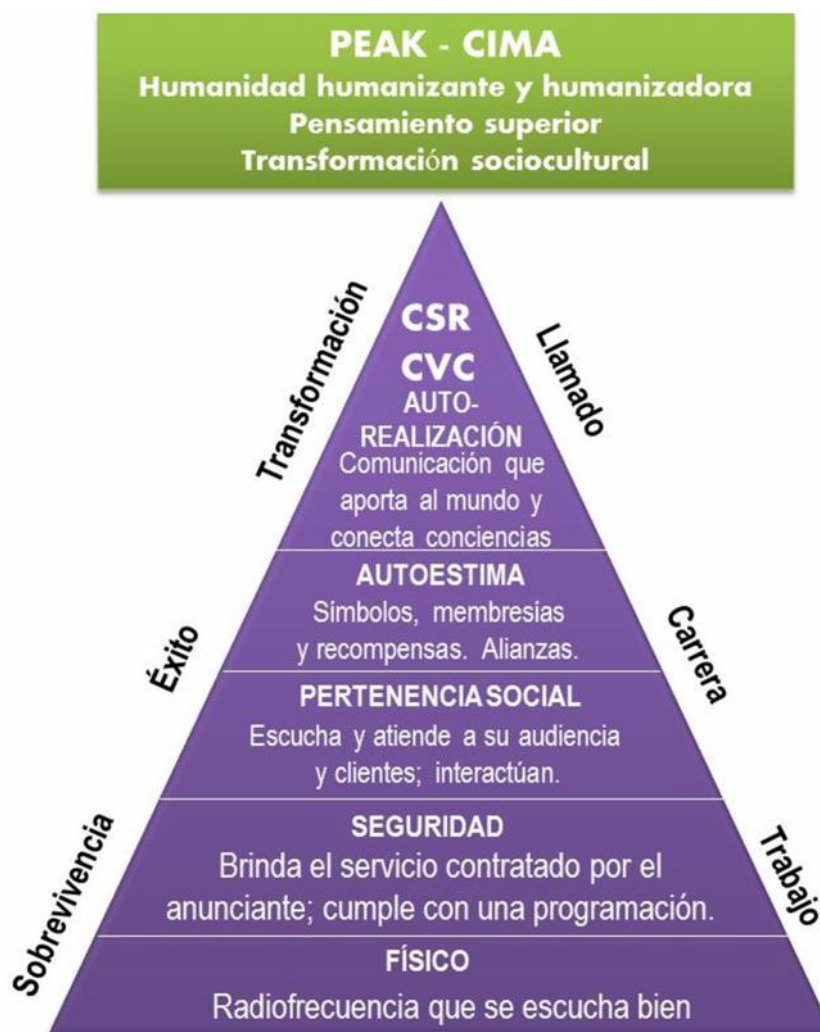 PEAK - CIMA
Humanidad humanizante y humanizadora
Pensamiento superior
Transformación sociocultural
Transformación
Llamado
CSR
CVC
AUTO-
REALIZACIÓN
Comunicación que
aporta al mundo y
conecta conciencias
Éxito
Carrera
AUTOESTIMA
Símbolos, membresías
y recompensas. Alianzas.
PERTENENCIA SOCIAL
Escucha y atiende a su audiencia
y clientes; interactúan.
Sobrevivencia
Trabajo
SEGURIDAD
Brinda el servicio contratado por el
anunciante; cumple con una programación.
FÍSICO
Radiofrecuencia que se escucha bien